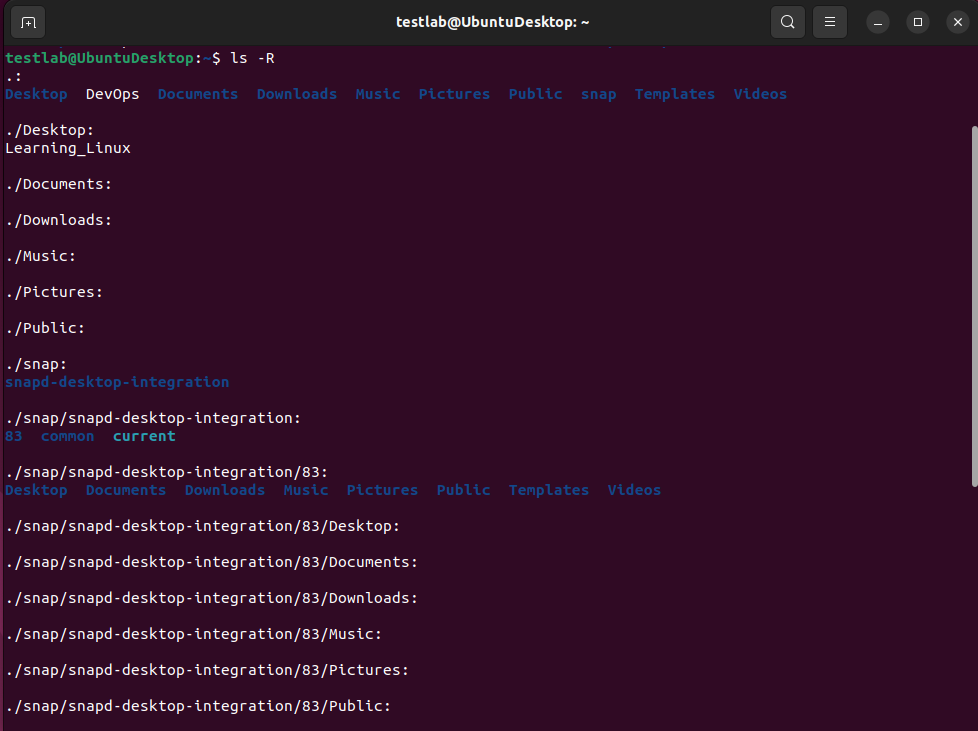 testlab@UbuntuDesktop: ~
testlab@UbuntuDesktop:~$ ls -R
.:
Desktop  DevOps  Documents  Downloads  Music  Pictures  Public  snap  Templates  Videos
./Desktop:
Learning_Linux
./Documents:
./Downloads:
./Music:
./Pictures:
./Public:
./snap:
snapd-desktop-integration
./snap/snapd-desktop-integration:
83  common  current
./snap/snapd-desktop-integration/83:
Desktop  Documents  Downloads  Music  Pictures  Public  Templates  Videos
./snap/snapd-desktop-integration/83/Desktop:
./snap/snapd-desktop-integration/83/Documents:
./snap/snapd-desktop-integration/83/Downloads:
./snap/snapd-desktop-integration/83/Music:
./snap/snapd-desktop-integration/83/Pictures:
./snap/snapd-desktop-integration/83/Public: